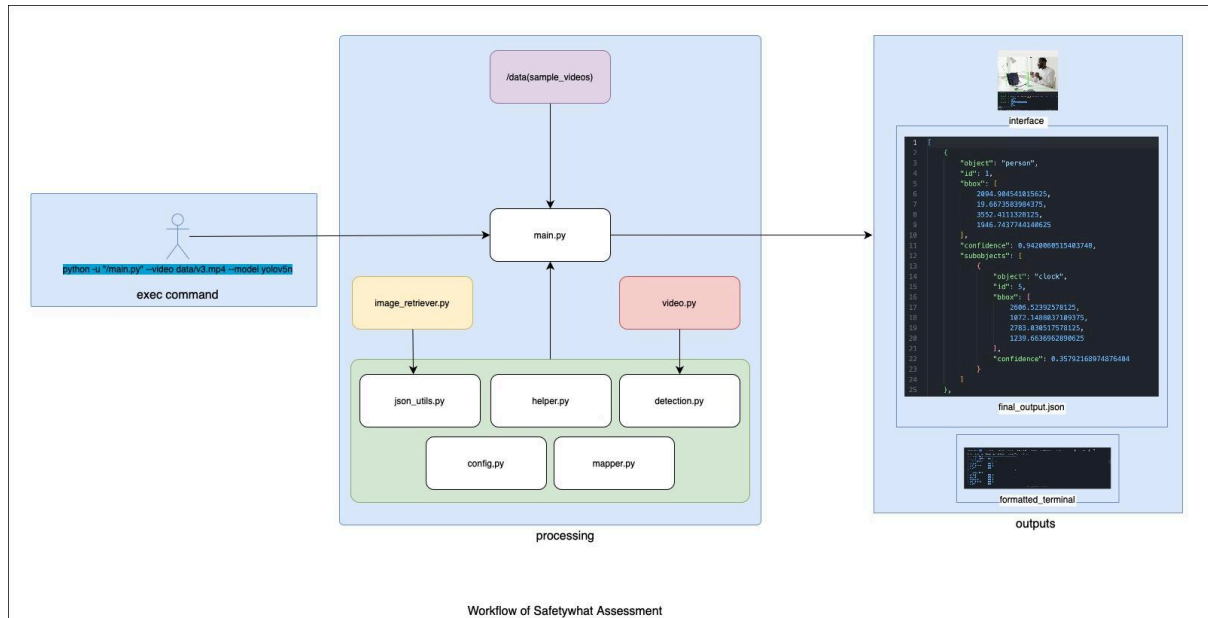 /data(sample_videos)
main.py
python -u "/main.py" --video data/v3.mp4 --model yolov5n
exec command
image_retriever.py
video.py
json_utils.py
helper.py
detection.py
config.py
mapper.py
processing
interface
1 [
2 {
3 "object": "person",
4 "id": 1,
5 "bbox": [
6 2094.904541015625,
7 19.6673583984375,
8 3552.4111328125,
9 1946.7437744140625
10 ],
11 "confidence": 0.9420060515403748,
12 "subobjects": [
13 {
14 "object": "clock",
15 "id": 5,
16 "bbox": [
17 2606.52392578125,
18 1072.1488037109375,
19 2783.030517578125,
20 1239.6636962890625
21 ],
22 "confidence": 0.35792168974876404
23 }
24 ]
25 },
final_output.json
formatted_terminal
outputs
Workflow of Safetywhat Assessment